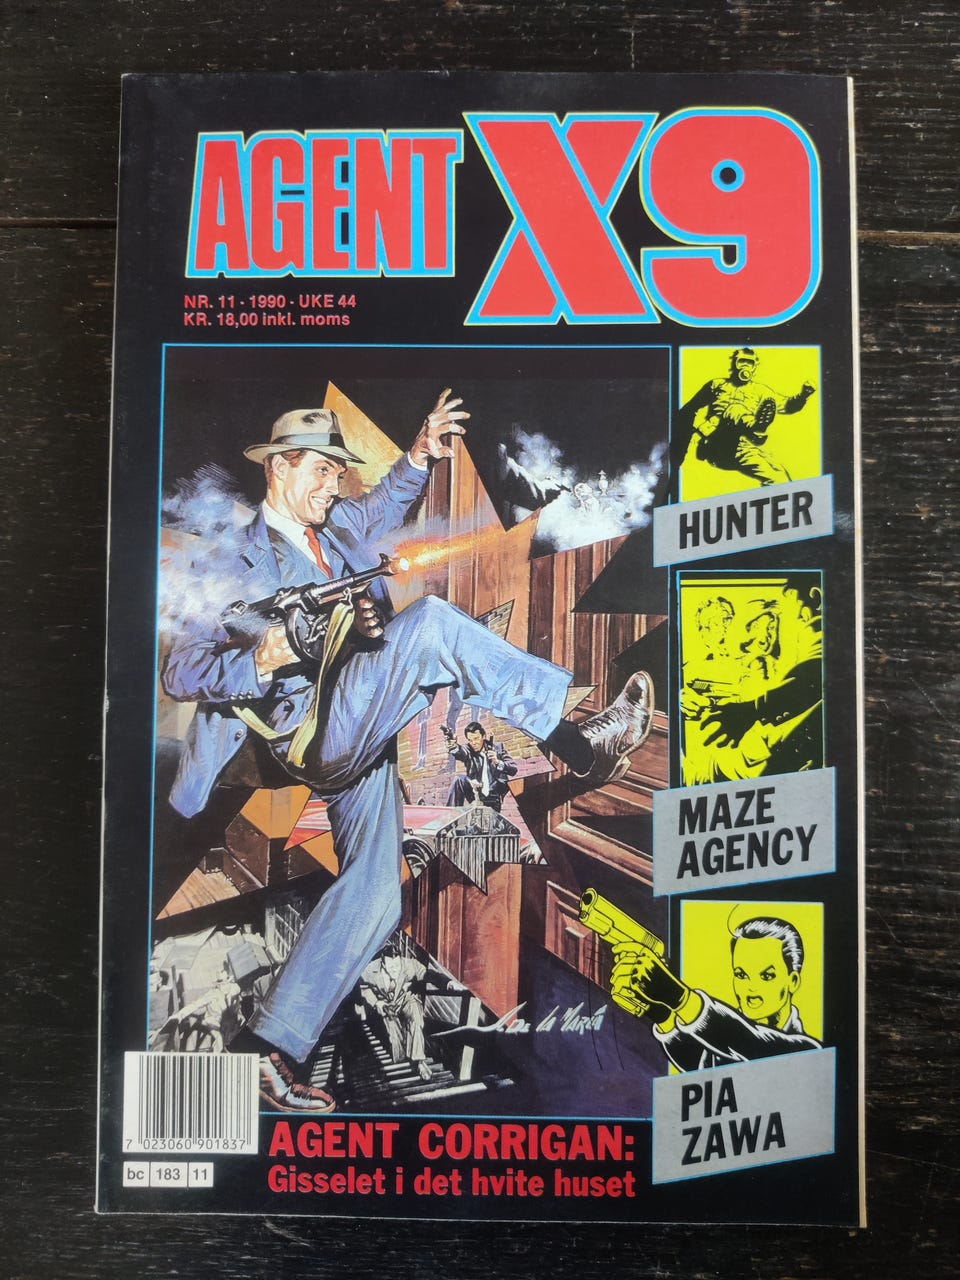 AGENT X9
NR. 11 - 1990 - UKE 44
KR. 18,00 inkl. moms
HUNTER
MAZE
AGENCY
PIA
ZAWA
7 023060 901837
bc 183 11
AGENT CORRIGAN:
Gisselet i det hvite huset